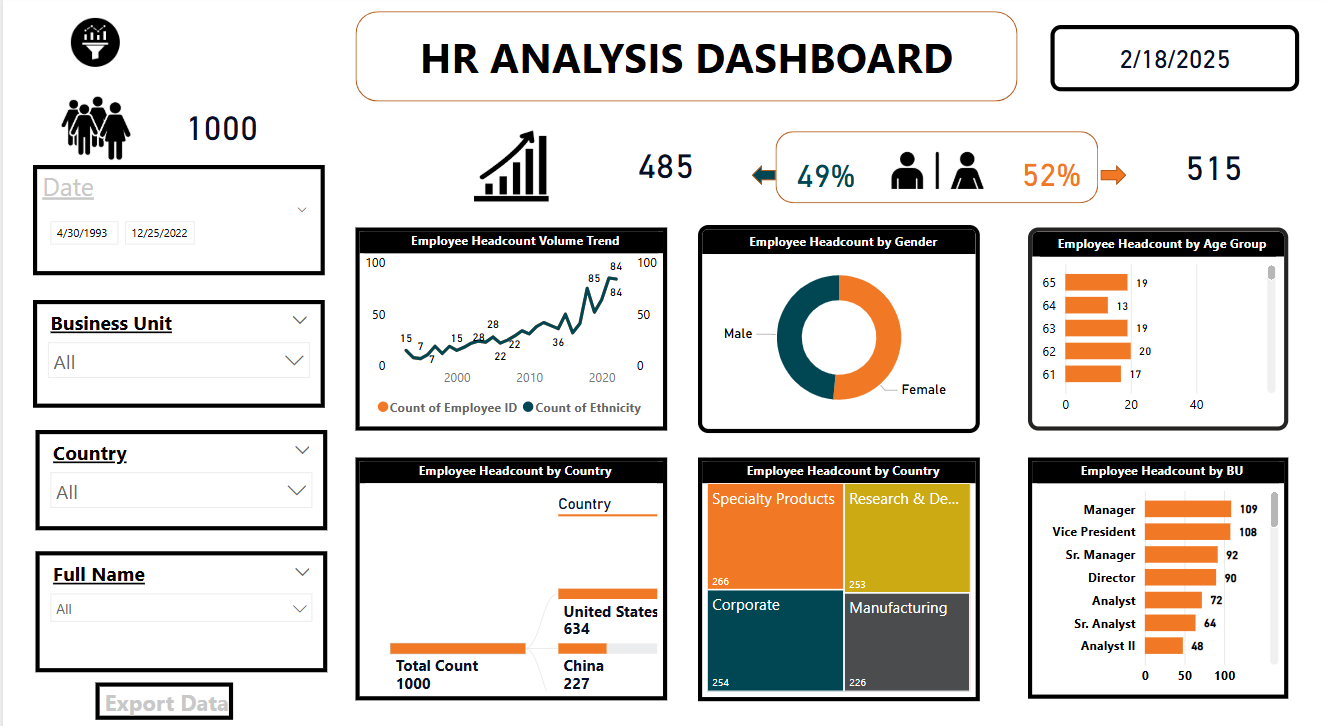 HR ANALYSIS DASHBOARD
2/18/2025
1000
485
49%
52%
515
Date
4/30/1993 12/25/2022
Business Unit
All
Country
All
Full Name
All
Export Data
Employee Headcount Volume Trend
100
50
0
100
50
0
15
7
7
15
28
28
22
22
36
85
84
84
2000 2010 2020
Count of Employee ID Count of Ethnicity
Employee Headcount by Gender
Male
Female
Employee Headcount by Age Group
65 19
64 13
63 19
62 20
61 17
0 20 40
Employee Headcount by Country
Country
United States
634
Total Count
1000
China
227
Employee Headcount by Country
Specialty Products
266
Research & De...
253
Corporate
254
Manufacturing
226
Employee Headcount by BU
Manager 109
Vice President 108
Sr. Manager 92
Director 90
Analyst 72
Sr. Analyst 64
Analyst II 48
0 50 100